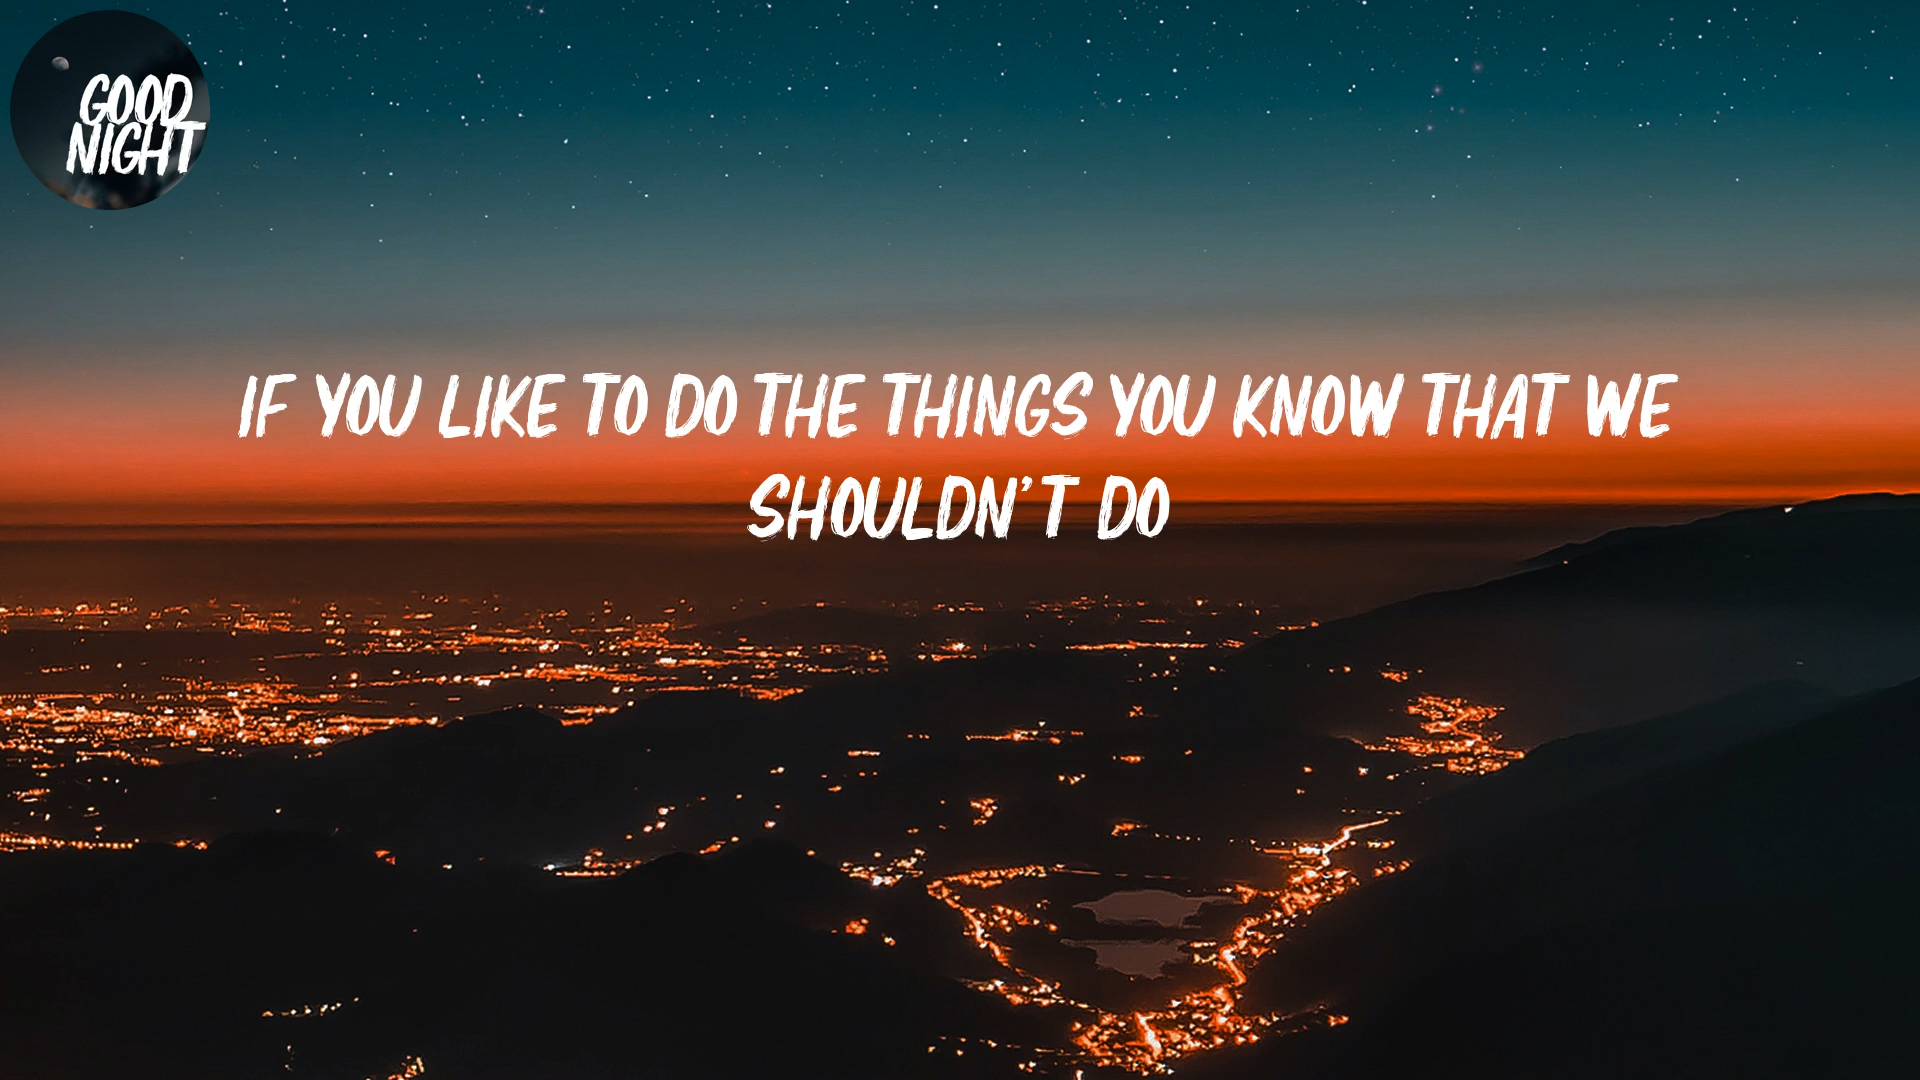 GOOD
NIGHT
IF YOU LIKE TO DO THE THINGS YOU KNOW THAT WE
SHOULDN'T DO